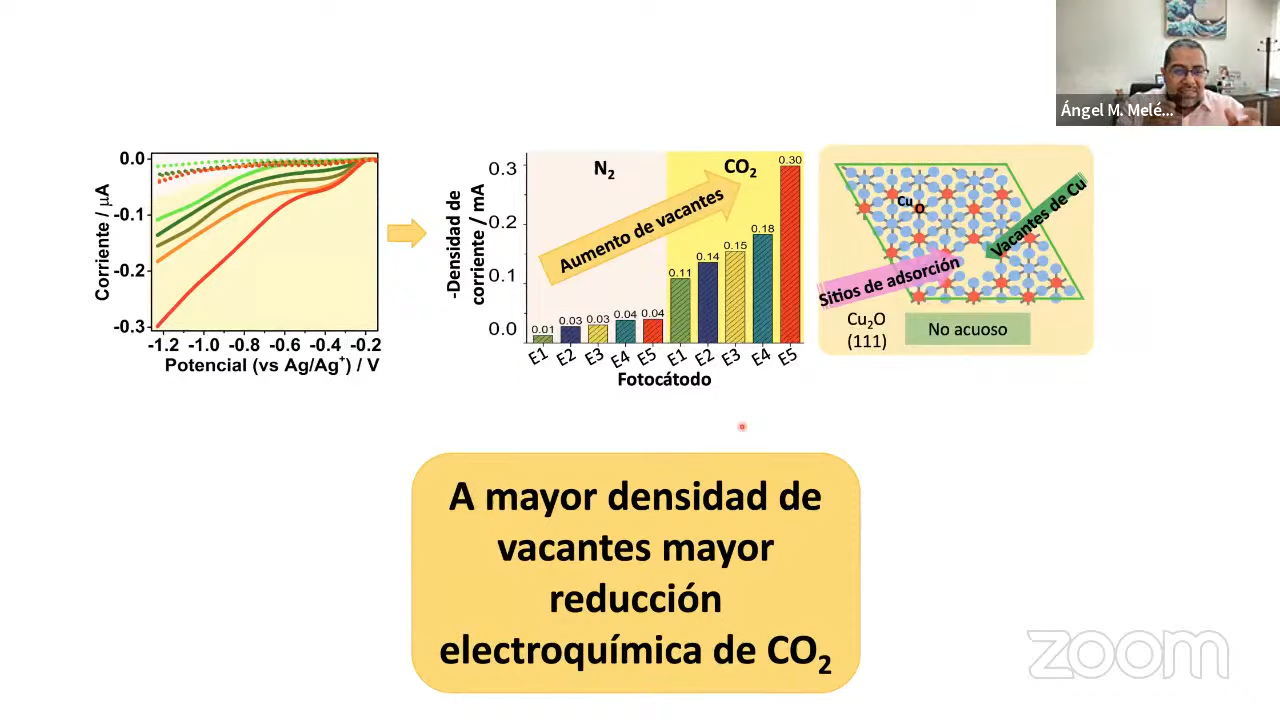 Ángel M. Melé...
0.0
-0.1
-0.2
-0.3
Corriente / μA
-1.2 -1.0 -0.8 -0.6 -0.4 -0.2
Potencial (vs Ag/Ag+) / V
-Densidad de
corriente / mA
0.3
0.2
0.1
0.0
N2
CO2
Aumento de vacantes
0.01
0.03
0.03
0.04
0.04
0.11
0.14
0.15
0.18
0.30
E1 E2 E3 E4 E5 E1 E2 E3 E4 E5
Fotocátodo
Cu
O
Vacantes de Cu
Sitios de adsorción
Cu2O
(111)
No acuoso
A mayor densidad de
vacantes mayor
reducción
electroquímica de CO2
zoom